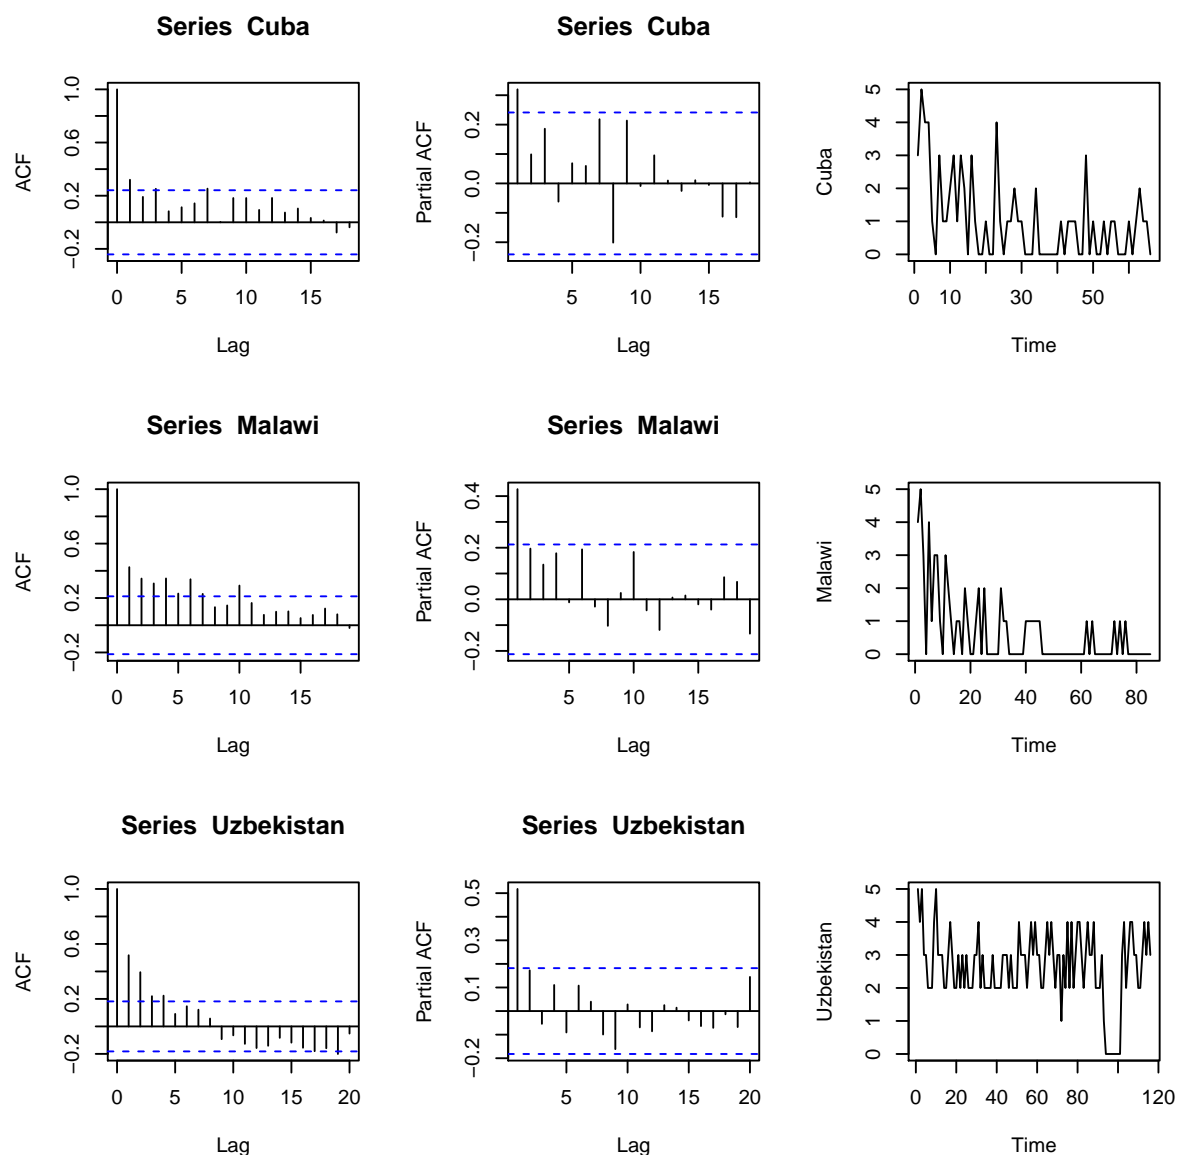 Series Cuba
Series Cuba
ACF
−0.2 0.2 0.6 1.0
0 5 10 15
Lag
Partial ACF
−0.2 0.0 0.2
5 10 15
Lag
Cuba
0 1 2 3 4 5
0 10 30 50
Time
Series Malawi
Series Malawi
ACF
−0.2 0.2 0.6 1.0
0 5 10 15
Lag
Partial ACF
−0.2 0.0 0.2 0.4
5 10 15
Lag
Malawi
0 1 2 3 4 5
0 20 40 60 80
Time
Series Uzbekistan
Series Uzbekistan
ACF
−0.2 0.2 0.6 1.0
0 5 10 15 20
Lag
Partial ACF
−0.2 0.1 0.3 0.5
5 10 15 20
Lag
Uzbekistan
0 1 2 3 4 5
0 20 40 60 80 120
Time